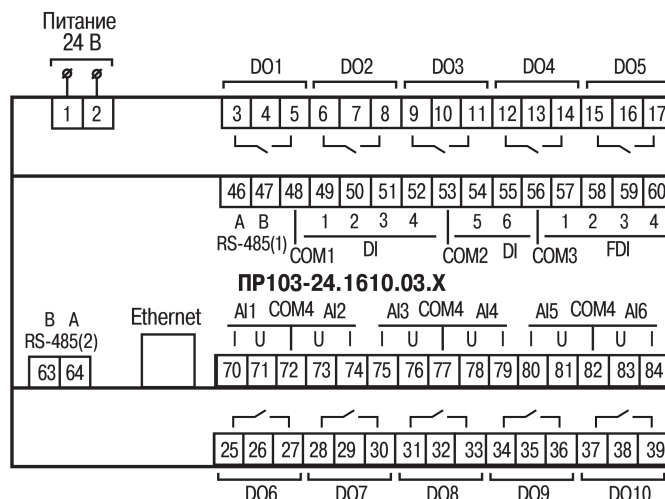 Питание
24 В
DO1 DO2 DO3 DO4 DO5
1 2 3 4 5 6 7 8 9 10 11 12 13 14 15 16 17
46 47 48 49 50 51 52 53 54 55 56 57 58 59 60
A B 1 2 3 4 5 6 1 2 3 4
RS-485(1) COM1 DI COM2 DI COM3 FDI
ПР103-24.1610.03.X
B A Ethernet AI1 COM4 AI2 AI3 COM4 AI4 AI5 COM4 AI6
RS-485(2) I U U I I U U I I U U I
63 64 70 71 72 73 74 75 76 77 78 79 80 81 82 83 84
25 26 27 28 29 30 31 32 33 34 35 36 37 38 39
DO6 DO7 DO8 DO9 DO10